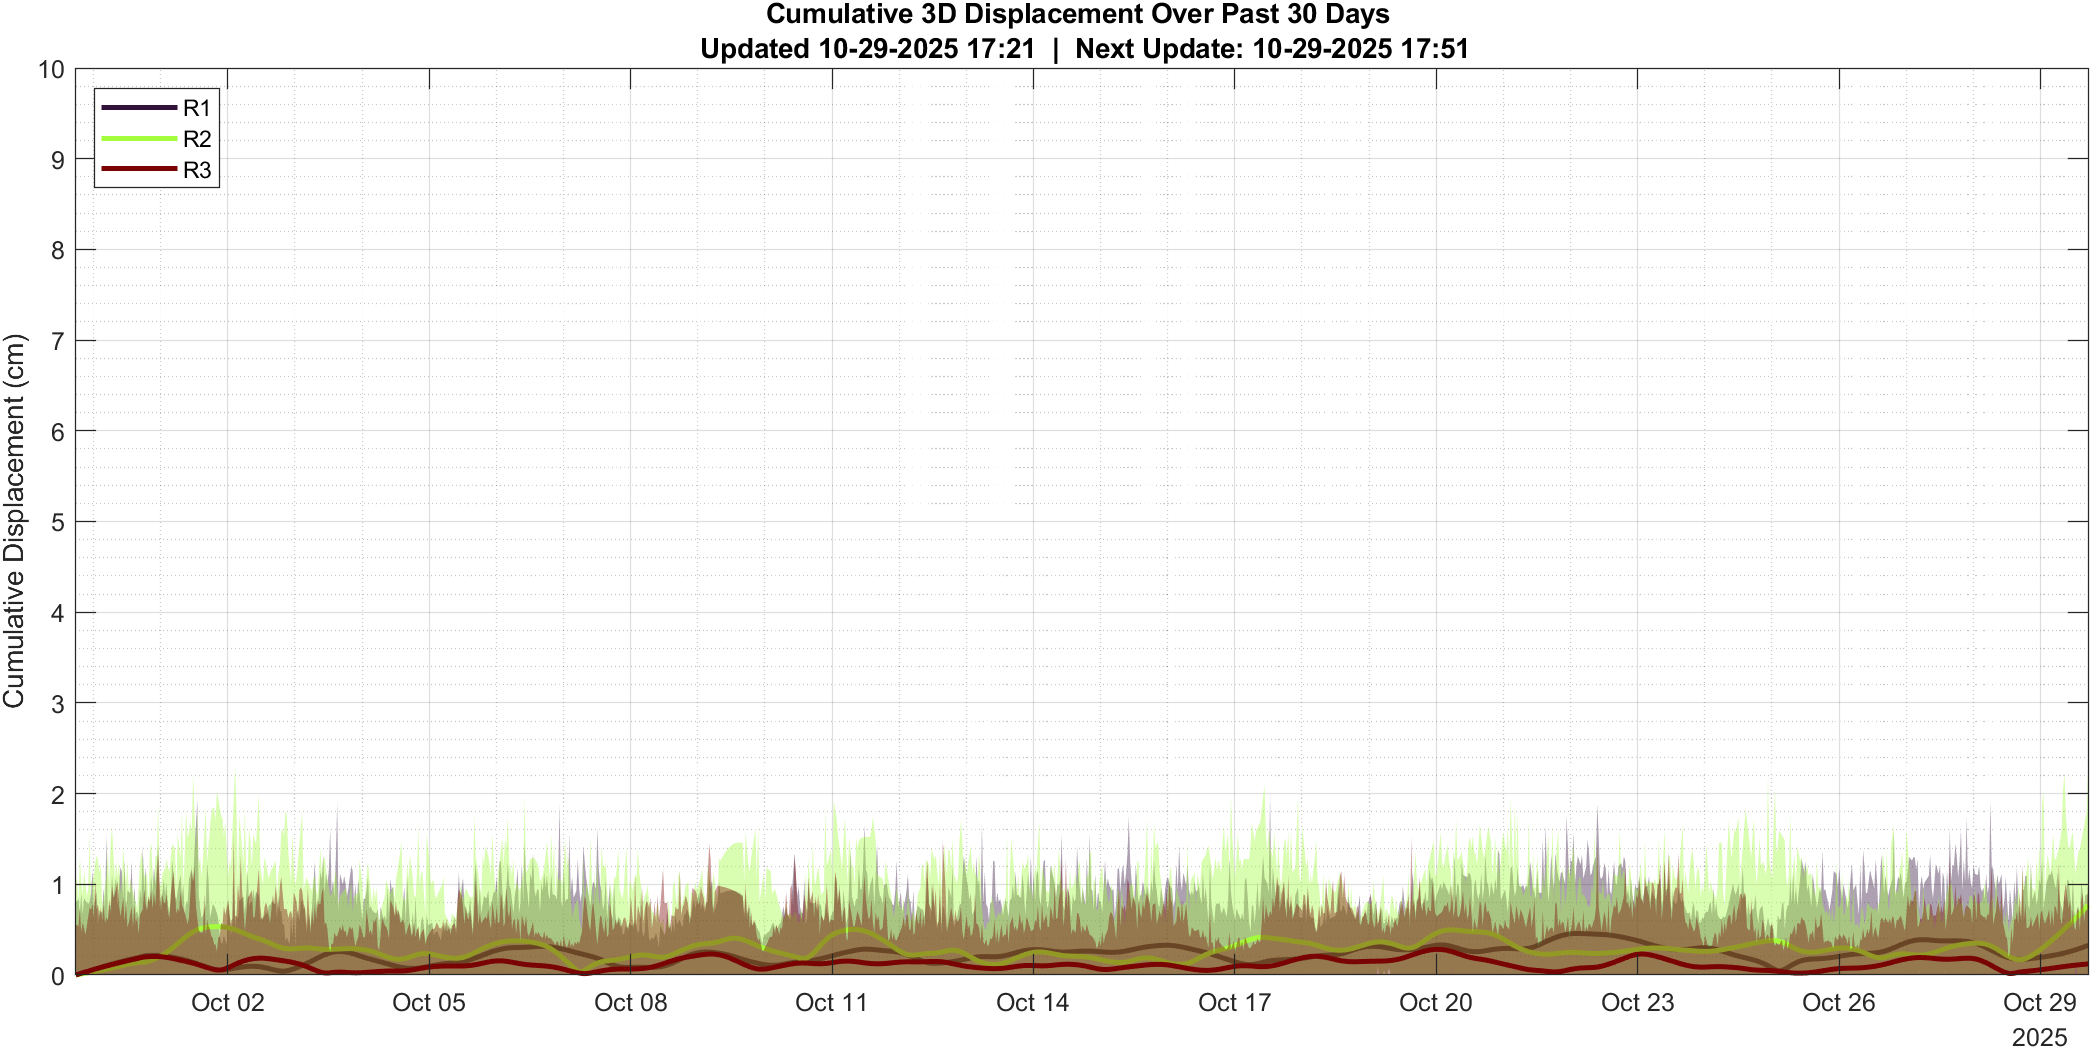 Cumulative 3D Displacement Over Past 30 Days
Updated 10-29-2025 17:21 | Next Update: 10-29-2025 17:51
Cumulative Displacement (cm)
10
9
8
7
6
5
4
3
2
1
0
R1
R2
R3
Oct 02 Oct 05 Oct 08 Oct 11 Oct 14 Oct 17 Oct 20 Oct 23 Oct 26 Oct 29
2025